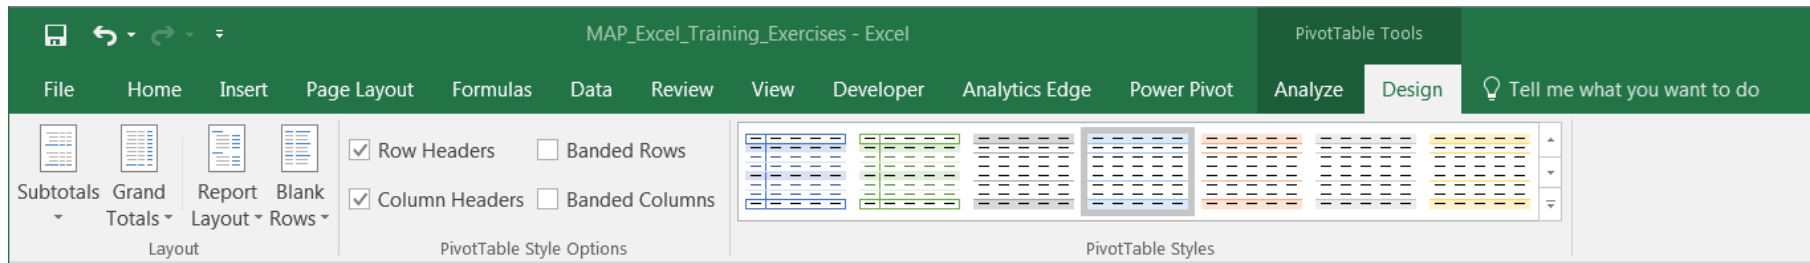 MAP_Excel_Training_Exercises - Excel
PivotTable Tools
File Home Insert Page Layout Formulas Data Review View Developer Analytics Edge Power Pivot Analyze Design Tell me what you want to do
Subtotals
Grand
Totals
Report
Layout
Blank
Rows
Layout
Row Headers
Banded Rows
Column Headers
Banded Columns
PivotTable Style Options
PivotTable Styles